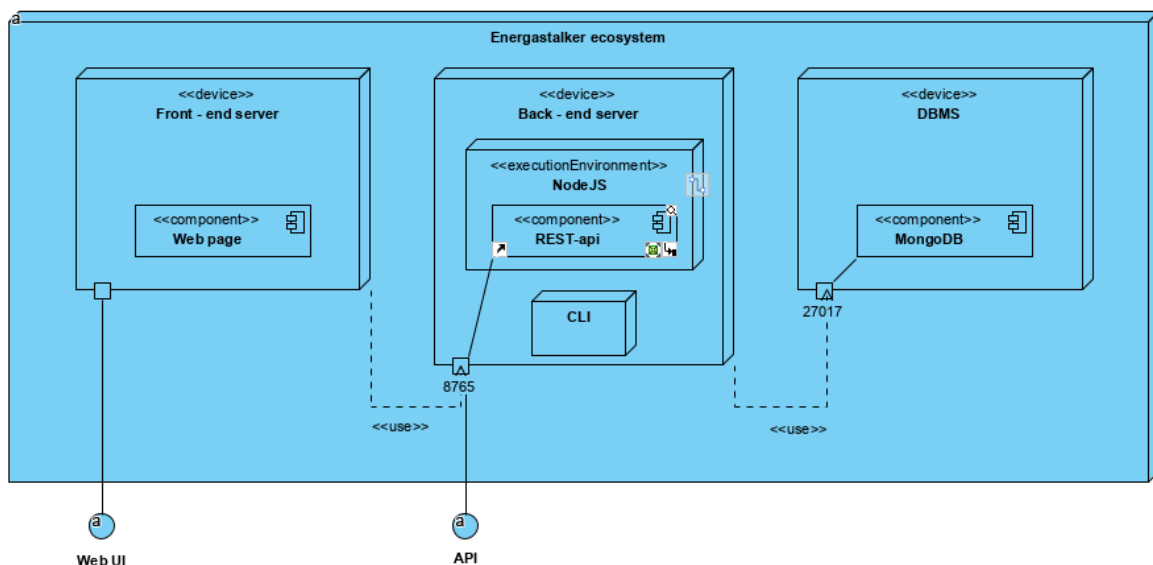 a
Energastalker ecosystem
<<device>>
Front - end server
<<component>>
Web page
<<device>>
Back - end server
<<executionEnvironment>>
NodeJS
<<component>>
REST-api
CLI
8765
<<device>>
DBMS
<<component>>
MongoDB
27017
<<use>>
<<use>>
a
Web UI
a
API